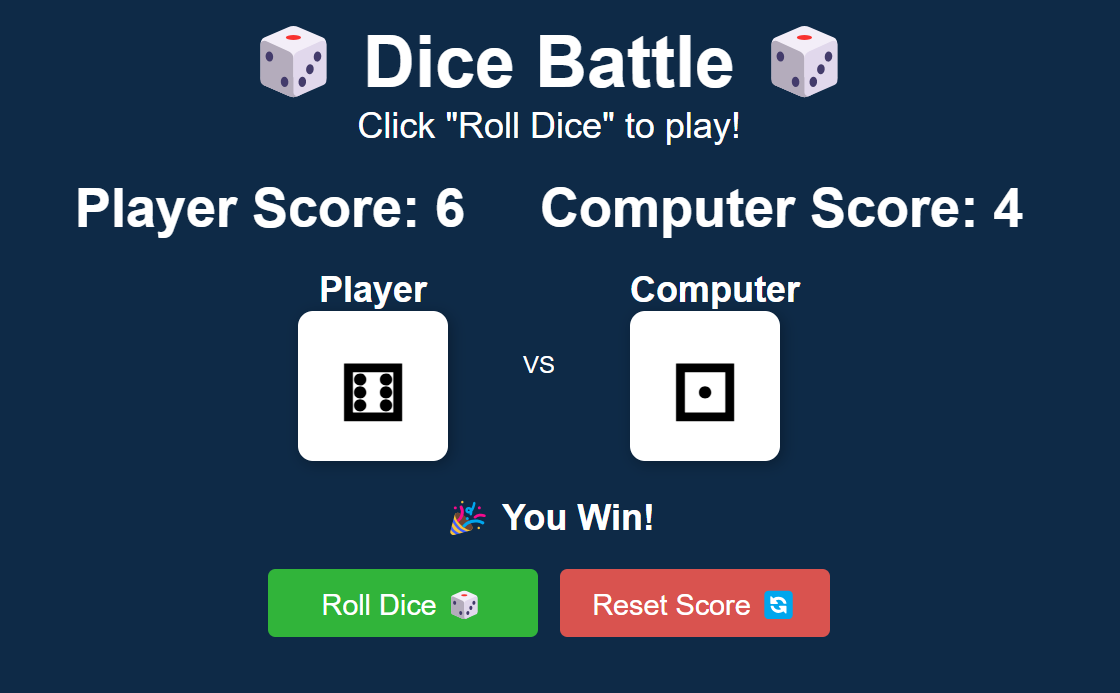 Dice Battle
Click "Roll Dice" to play!
Player Score: 6 Computer Score: 4
Player Computer
VS
You Win!
Roll Dice Reset Score